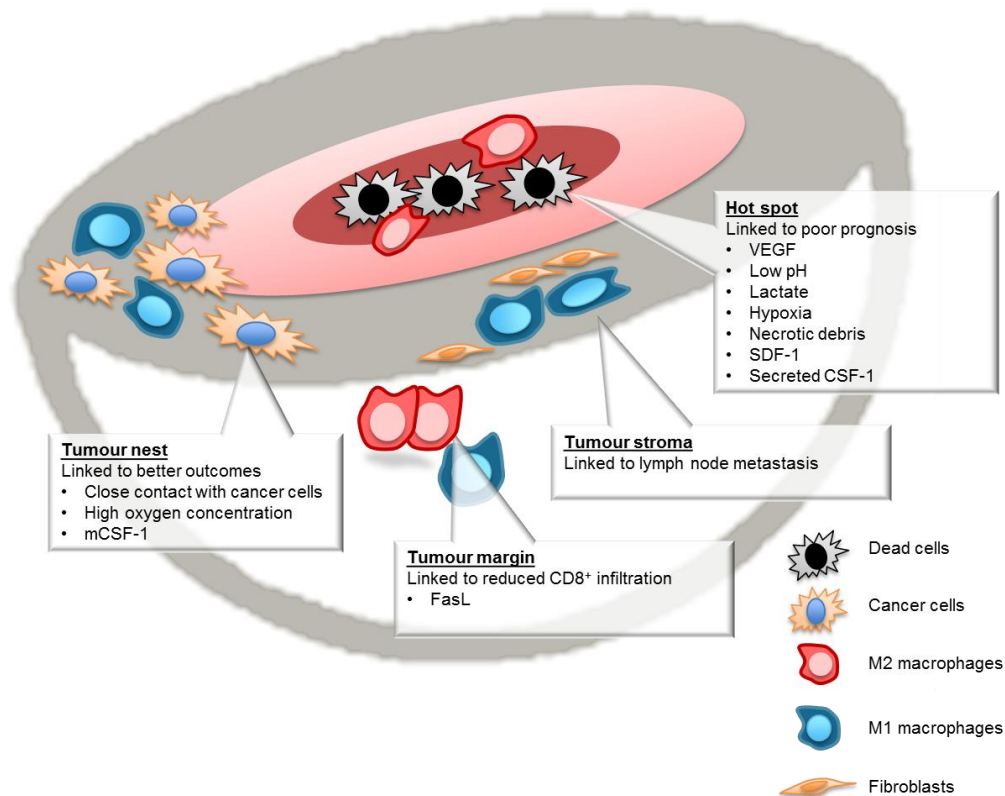 Hot spot
Linked to poor prognosis
• VEGF
• Low pH
• Lactate
• Hypoxia
• Necrotic debris
• SDF-1
• Secreted CSF-1
Tumour nest
Linked to better outcomes
• Close contact with cancer cells
• High oxygen concentration
• mCSF-1
Tumour stroma
Linked to lymph node metastasis
Tumour margin
Linked to reduced CD8⁺ infiltration
• FasL
Dead cells
Cancer cells
M2 macrophages
M1 macrophages
Fibroblasts